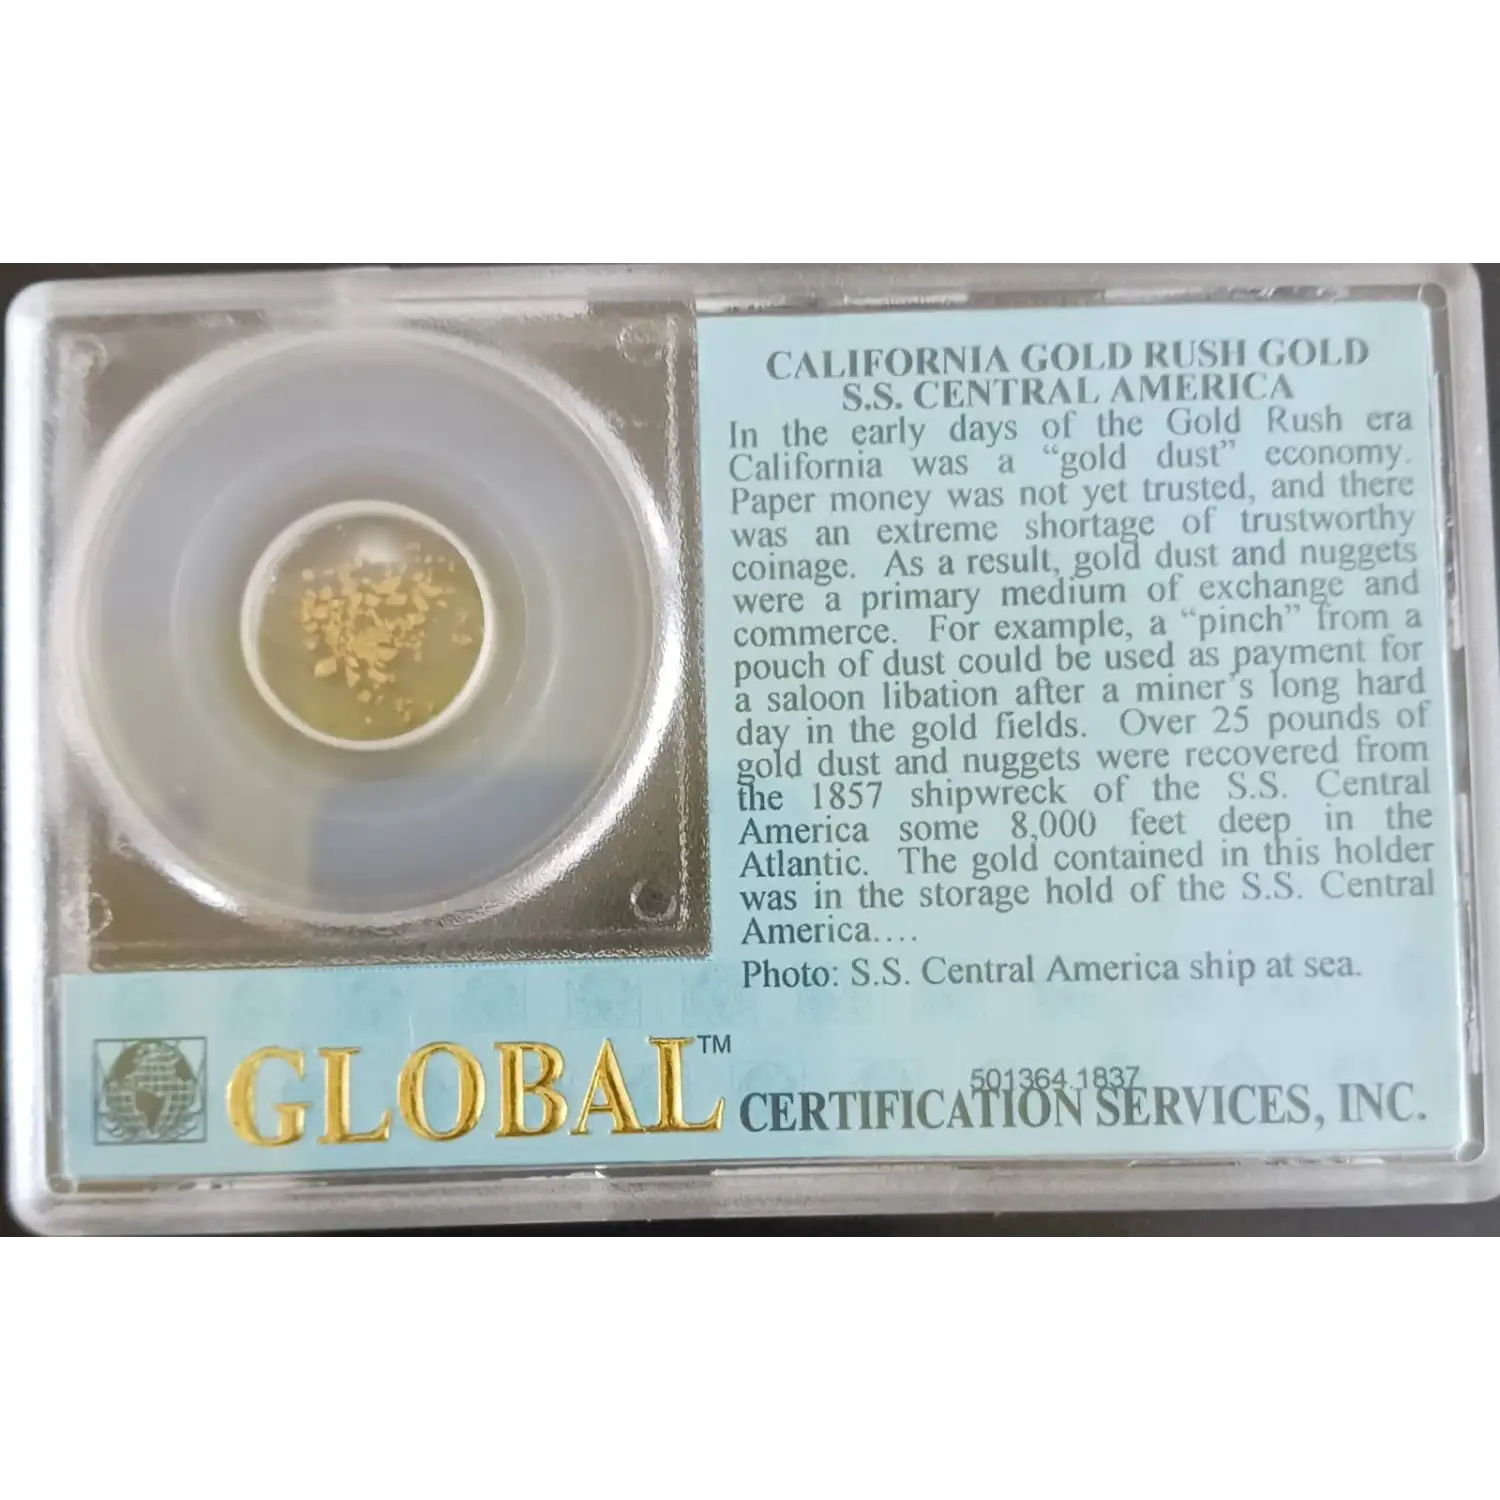 CALIFORNIA GOLD RUSH GOLD
S.S. CENTRAL AMERICA
In the early days of the Gold Rush era
California was a “gold dust” economy.
Paper money was not yet trusted, and there
was an extreme shortage of trustworthy
coinage. As a result, gold dust and nuggets
were a primary medium of exchange and
commerce. For example, a “pinch” from a
pouch of dust could be used as payment for
a saloon libation after a miner's long hard
day in the gold fields. Over 25 pounds of
gold dust and nuggets were recovered from
the 1857 shipwreck of the S.S. Central
America some 8,000 feet deep in the
Atlantic. The gold contained in this holder
was in the storage hold of the S.S. Central
America....
Photo: S.S. Central America ship at sea.
GLOBAL™
501364.1837
CERTIFICATION SERVICES, INC.